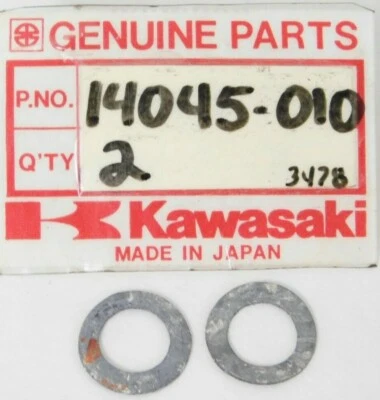 GENUINE PARTS
P.NO. 14045-010
Q'TY 2 3478
Kawasaki
MADE IN JAPAN